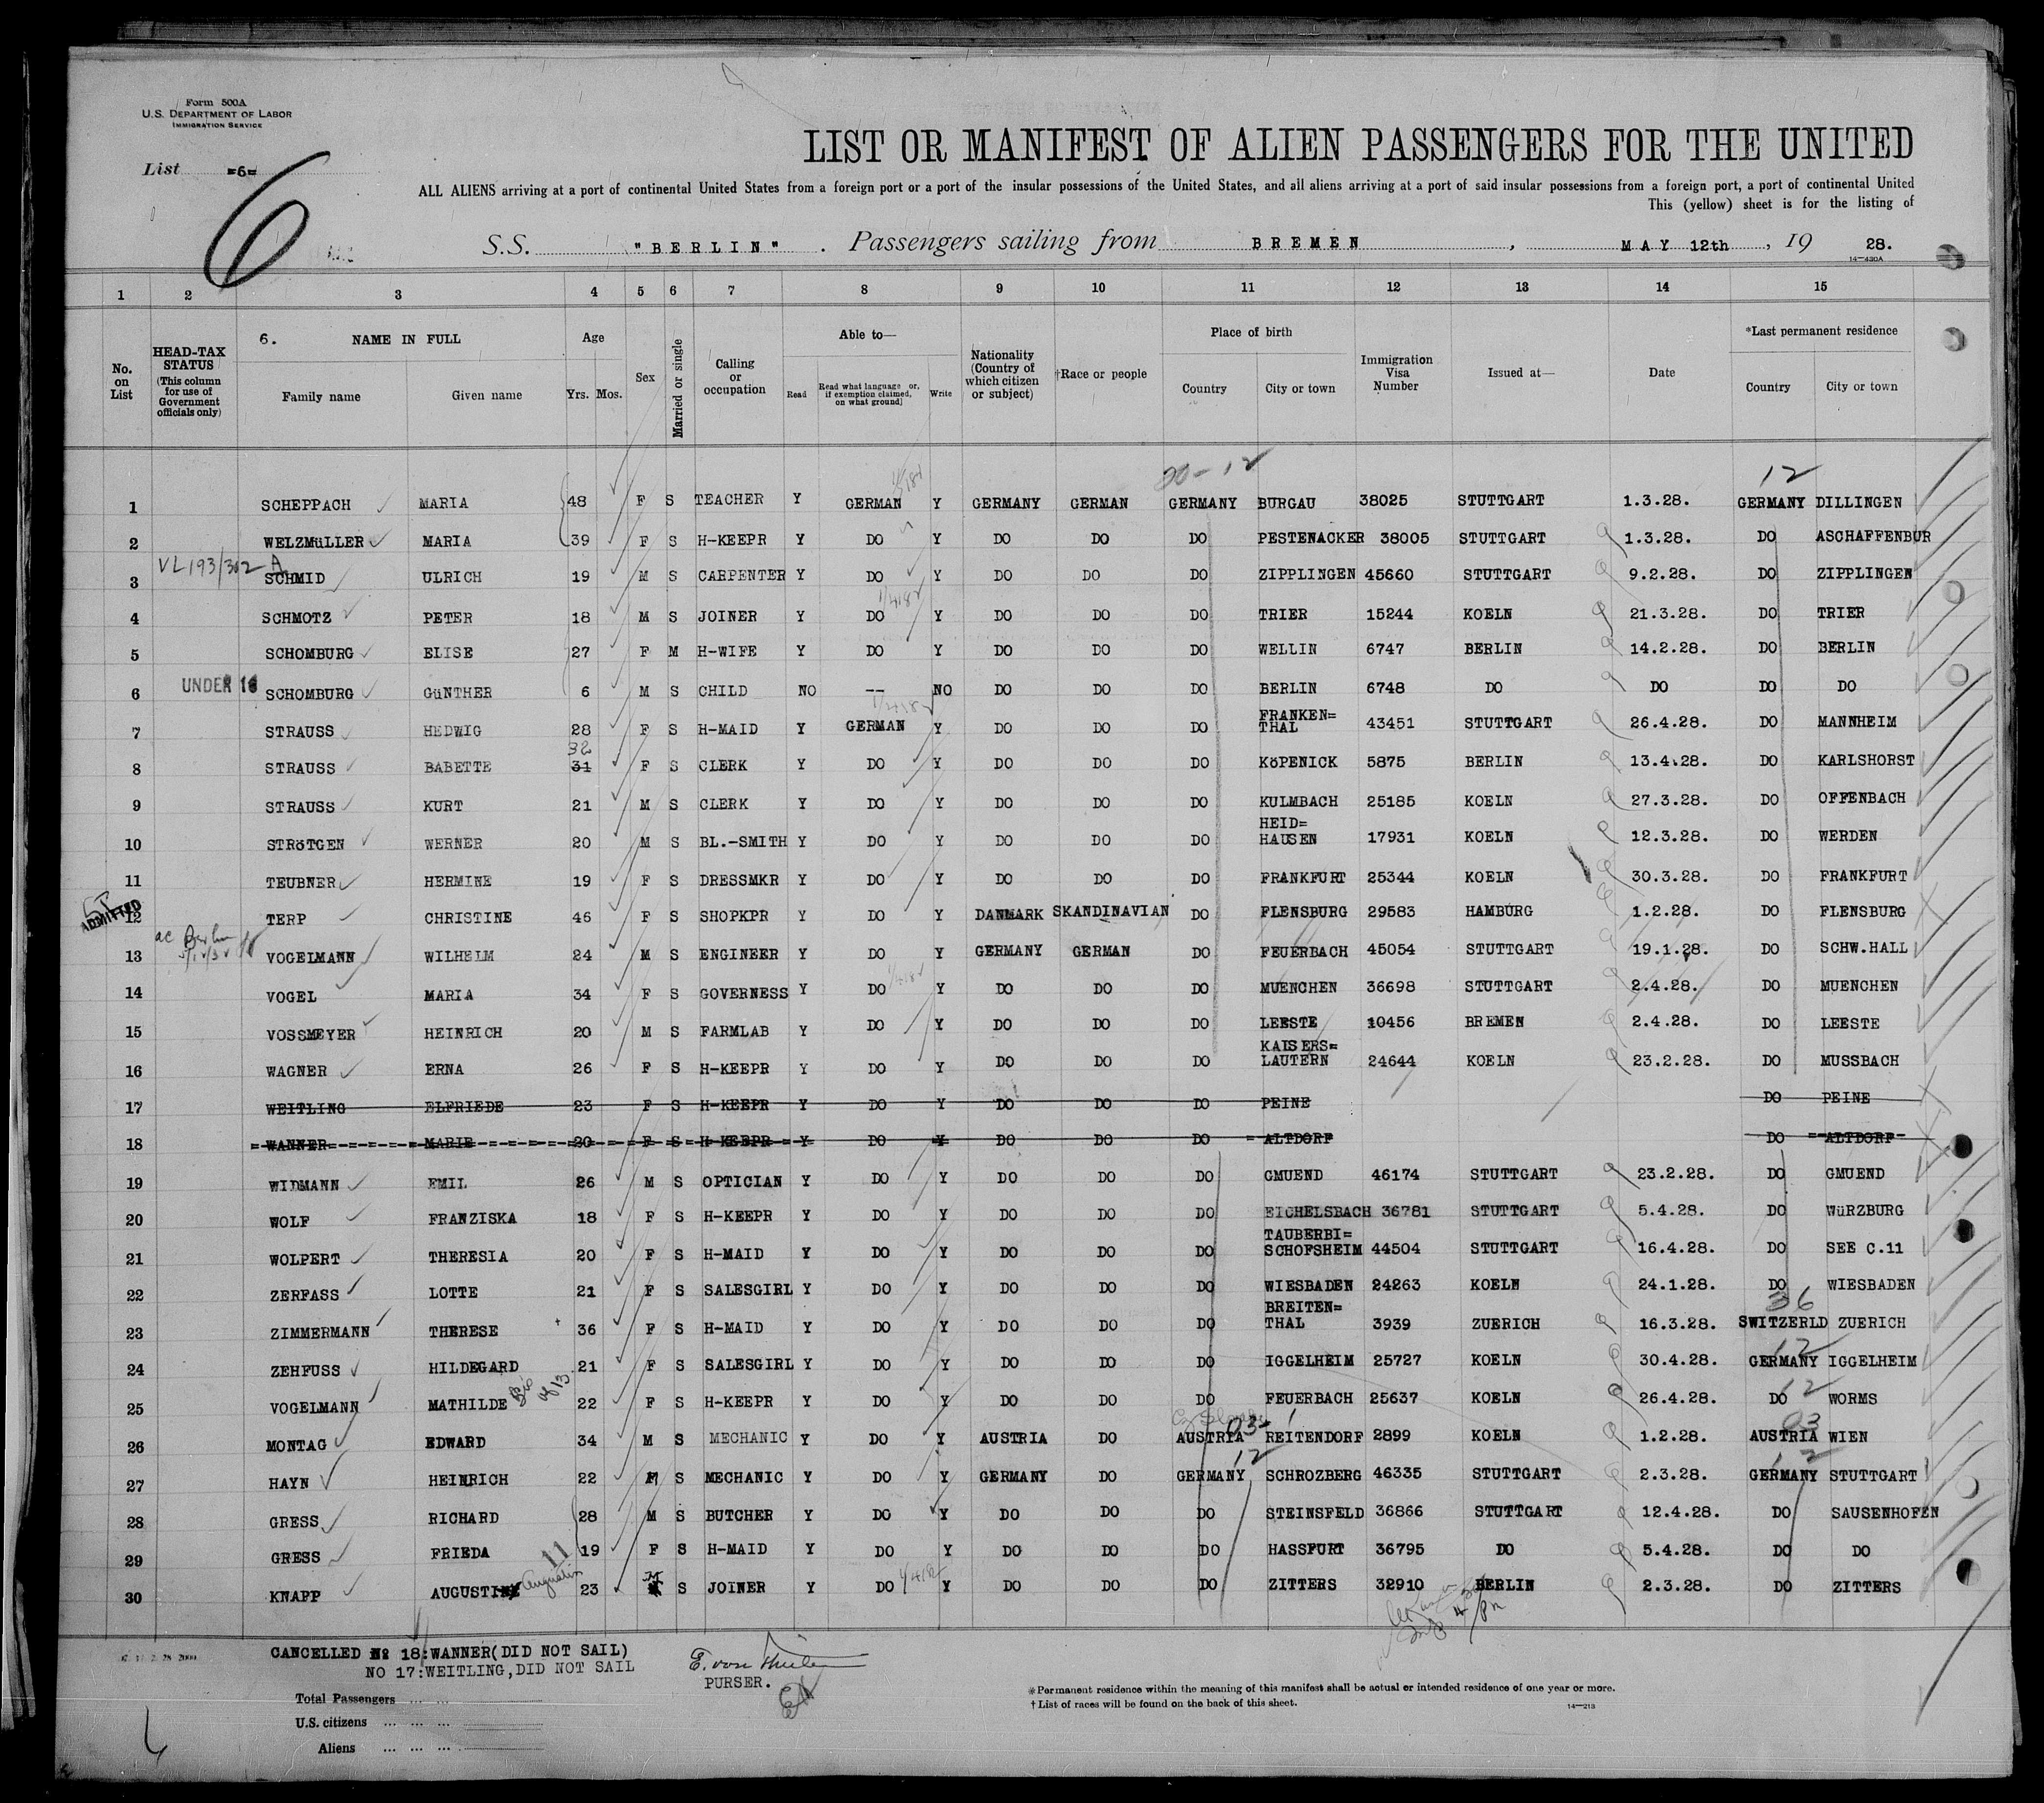 Form 500A
U.S. DEPARTMENT OF LABOR
IMMIGRATION SERVICE
List =6=
6
LIST OR MANIFEST OF ALIEN PASSENGERS FOR THE UNITED
ALL ALIENS arriving at a port of continental United States from a foreign port or a port of the insular possessions of the United States, and all aliens arriving at a port of said insular possessions from a foreign port, a port of continental United
This (yellow) sheet is for the listing of
S.S. "BERLIN" . Passengers sailing from BREMEN , MAY 12th , 19 28.
14—430A
1 2 3 4 5 6 7 8 9 10 11 12 13 14 15
No. on List
HEAD-TAX STATUS (This column for use of Government officials only)
6. NAME IN FULL
Family name Given name
Age
Yrs. Mos.
Sex
Married or single
Calling or occupation
Able to—
Read Read what language or, if exemption claimed, on what ground) Write
Nationality (Country of which citizen or subject)
†Race or people
Place of birth
Country City or town
Immigration Visa Number
Issued at—
Date
*Last permanent residence
Country City or town
20-12 12
1 SCHEPPACH MARIA 48 F S TEACHER Y GERMAN Y GERMANY GERMAN GERMANY BURGAU 38025 STUTTGART 1.3.28. GERMANY DILLINGEN
2 WELZMüLLER MARIA 39 F S H-KEEPR Y DO Y DO DO DO PESTENACKER 38005 STUTTGART 1.3.28. DO ASCHAFFENBUR
VL193/302-A
3 SCHMID ULRICH 19 M S CARPENTER Y DO Y DO DO DO ZIPPLINGEN 45660 STUTTGART 9.2.28. DO ZIPPLINGEN
4 SCHMOTZ PETER 18 M S JOINER Y DO Y DO DO DO TRIER 15244 KOELN 21.3.28. DO TRIER
5 SCHOMBURG ELISE 27 F M H-WIFE Y DO Y DO DO DO WELLIN 6747 BERLIN 14.2.28. DO BERLIN
6 UNDER 16 SCHOMBURG GüNTHER 6 M S CHILD NO -- NO DO DO DO BERLIN 6748 DO DO DO DO
7 STRAUSS HEDWIG 28 F S H-MAID Y GERMAN Y DO DO DO FRANKEN= THAL 43451 STUTTGART 26.4.28. DO MANNHEIM
32
8 STRAUSS BABETTE 31 F S CLERK Y DO Y DO DO DO KöPENICK 5875 BERLIN 13.4.28. DO KARLSHORST
9 STRAUSS KURT 21 M S CLERK Y DO Y DO DO DO KULMBACH 25185 KOELN 27.3.28. DO OFFENBACH
10 STRöTGEN WERNER 20 M S BL.-SMITH Y DO Y DO DO DO HEID= HAUSEN 17931 KOELN 12.3.28. DO WERDEN
11 TEUBNER HERMINE 19 F S DRESSMKR Y DO Y DO DO DO FRANKFURT 25344 KOELN 30.3.28. DO FRANKFURT
ADMITTED
12 TERP CHRISTINE 46 F S SHOPKPR Y DO Y DANMARK SKANDINAVIAN DO FLENSBURG 29583 HAMBURG 1.2.28. DO FLENSBURG
13 VOGELMANN WILHELM 24 M S ENGINEER Y DO Y GERMANY GERMAN DO FEUERBACH 45054 STUTTGART 19.1.28. DO SCHW.HALL
14 VOGEL MARIA 34 F S GOVERNESS Y DO Y DO DO DO MUENCHEN 36698 STUTTGART 2.4.28. DO MUENCHEN
15 VOSSMEYER HEINRICH 20 M S FARMLAB Y DO Y DO DO DO LEESTE 10456 BREMEN 2.4.28. DO LEESTE
16 WAGNER ERNA 26 F S H-KEEPR Y DO Y DO DO DO KAISERS= LAUTERN 24644 KOELN 23.2.28. DO MUSSBACH
17 WEITLING ELFRIEDE 23 F S H-KEEPR Y DO Y DO DO DO PEINE DO PEINE
18 WANNER MARIE 20 F S H-KEEPR Y DO Y DO DO DO ALTDORF DO ALTDORF
19 WIDMANN EMIL 26 M S OPTICIAN Y DO Y DO DO DO GMUEND 46174 STUTTGART 23.2.28. DO GMUEND
20 WOLF FRANZISKA 18 F S H-KEEPR Y DO Y DO DO DO EICHELSBACH 36781 STUTTGART 5.4.28. DO WüRZBURG
21 WOLPERT THERESIA 20 F S H-MAID Y DO Y DO DO DO TAUBERBI= SCHOFSHEIM 44504 STUTTGART 16.4.28. DO SEE C.11
22 ZERFASS LOTTE 21 F S SALESGIRL Y DO Y DO DO DO WIESBADEN 24263 KOELN 24.1.28. DO WIESBADEN
36
23 ZIMMERMANN THERESE 36 F S H-MAID Y DO Y DO DO DO BREITEN= THAL 3939 ZUERICH 16.3.28. SWITZERLD ZUERICH
12
24 ZEHFUSS HILDEGARD 21 F S SALESGIRL Y DO Y DO DO DO IGGELHEIM 25727 KOELN 30.4.28. GERMANY IGGELHEIM
12
25 VOGELMANN MATHILDE 22 F S H-KEEPR Y DO Y DO DO DO FEUERBACH 25637 KOELN 26.4.28. DO WORMS
03 03
26 MONTAG EDWARD 34 M S MECHANIC Y DO Y AUSTRIA DO AUSTRIA REITENDORF 2899 KOELN 1.2.28. AUSTRIA WIEN
12 12
27 HAYN HEINRICH 22 M S MECHANIC Y DO Y GERMANY DO GERMANY SCHROZBERG 46335 STUTTGART 2.3.28. GERMANY STUTTGART
28 GRESS RICHARD 28 M S BUTCHER Y DO Y DO DO DO STEINSFELD 36866 STUTTGART 12.4.28. DO SAUSENHOFEN
29 GRESS FRIEDA 11 19 F S H-MAID Y DO Y DO DO DO HASSFURT 36795 DO 5.4.28. DO DO
30 KNAPP AUGUSTINE Augustin 23 M S JOINER Y DO Y DO DO DO ZITTERS 32910 BERLIN 2.3.28. DO ZITTERS
CANCELLED No 18:WANNER(DID NOT SAIL)
NO 17:WEITLING,DID NOT SAIL
PURSER.
Total Passengers ... ...
U.S. citizens ... ... ...
Aliens ... ... ...
*Permanent residence within the meaning of this manifest shall be actual or intended residence of one year or more.
† List of races will be found on the back of this sheet.
14—213